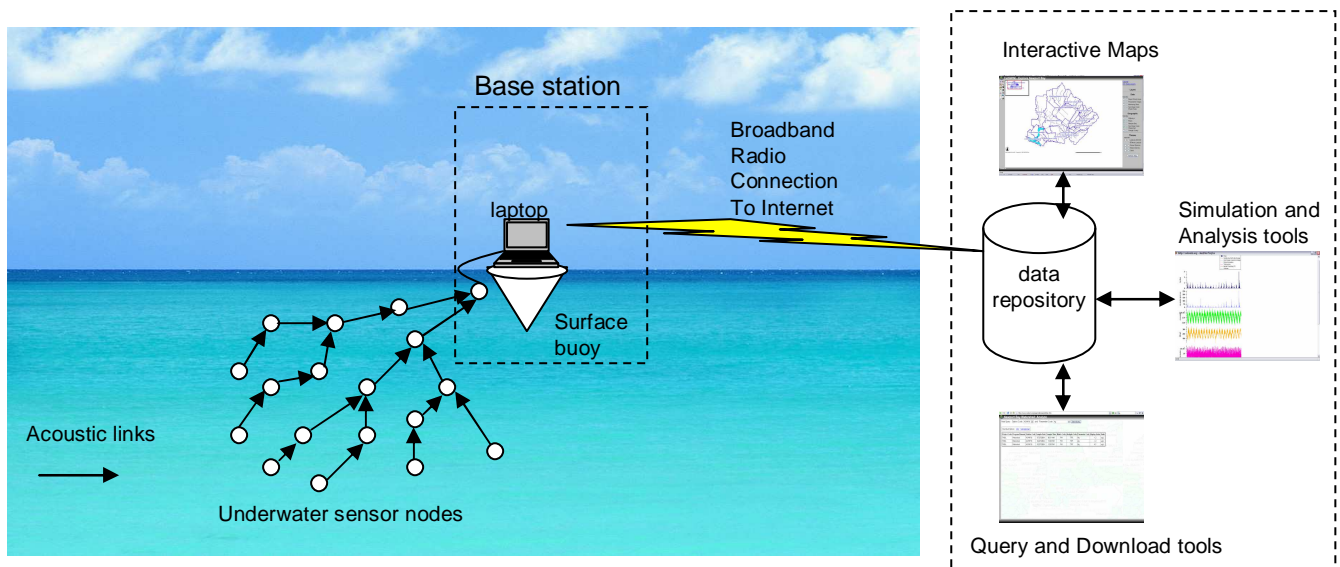 Base station
laptop
Surface
buoy
Broadband
Radio
Connection
To Internet
Acoustic links
Underwater sensor nodes
Interactive Maps
data
repository
Simulation and
Analysis tools
Query and Download tools